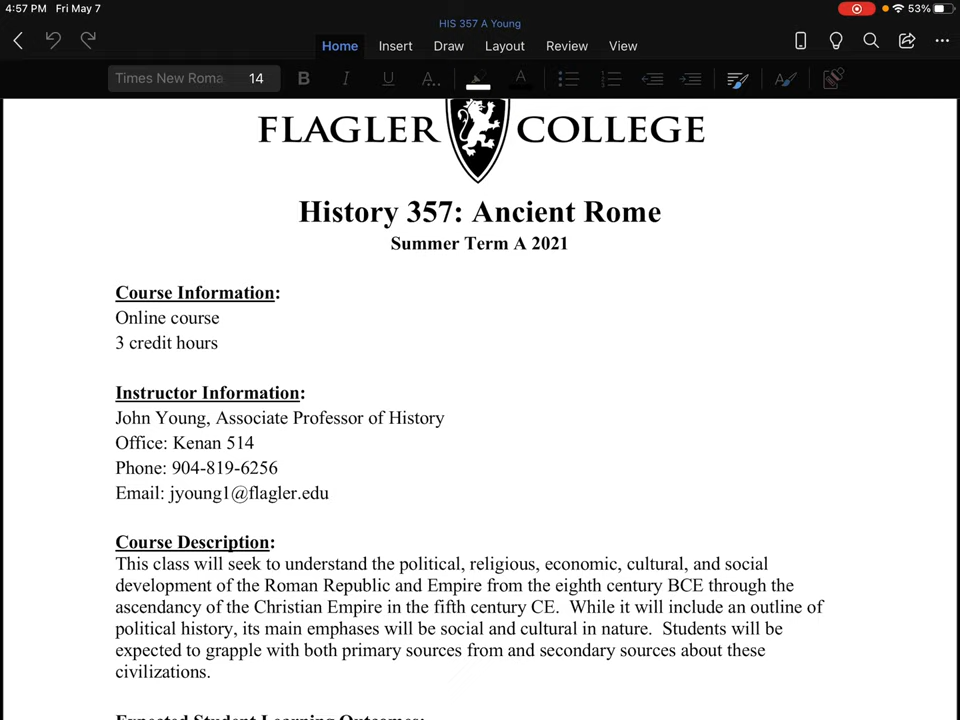 4:57 PM Fri May 7
53%
HIS 357 A Young
Home Insert Draw Layout Review View
Times New Roma 14 B I U A.. A
FLAGLER COLLEGE
History 357: Ancient Rome
Summer Term A 2021
Course Information:
Online course
3 credit hours
Instructor Information:
John Young, Associate Professor of History
Office: Kenan 514
Phone: 904-819-6256
Email: jyoung1@flagler.edu
Course Description:
This class will seek to understand the political, religious, economic, cultural, and social
development of the Roman Republic and Empire from the eighth century BCE through the
ascendancy of the Christian Empire in the fifth century CE.  While it will include an outline of
political history, its main emphases will be social and cultural in nature.  Students will be
expected to grapple with both primary sources from and secondary sources about these
civilizations.
Expected Student Learning Outcomes: